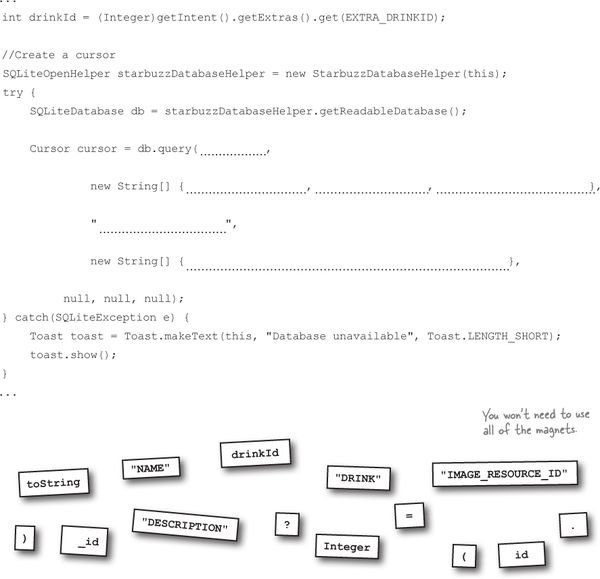 ...
int drinkId = (Integer)getIntent().getExtras().get(EXTRA_DRINKID);
//Create a cursor
SQLiteOpenHelper starbuzzDatabaseHelper = new StarbuzzDatabaseHelper(this);
try {
SQLiteDatabase db = starbuzzDatabaseHelper.getReadableDatabase();
Cursor cursor = db.query( ,
new String[] { , , },
" ",
new String[] { },
null, null, null);
} catch(SQLiteException e) {
Toast toast = Toast.makeText(this, "Database unavailable", Toast.LENGTH_SHORT);
toast.show();
}
...
You won't need to use
all of the magnets.
toString
"NAME"
drinkId
"DRINK"
"IMAGE_RESOURCE_ID"
)
_id
"DESCRIPTION"
?
Integer
=
(
id
.